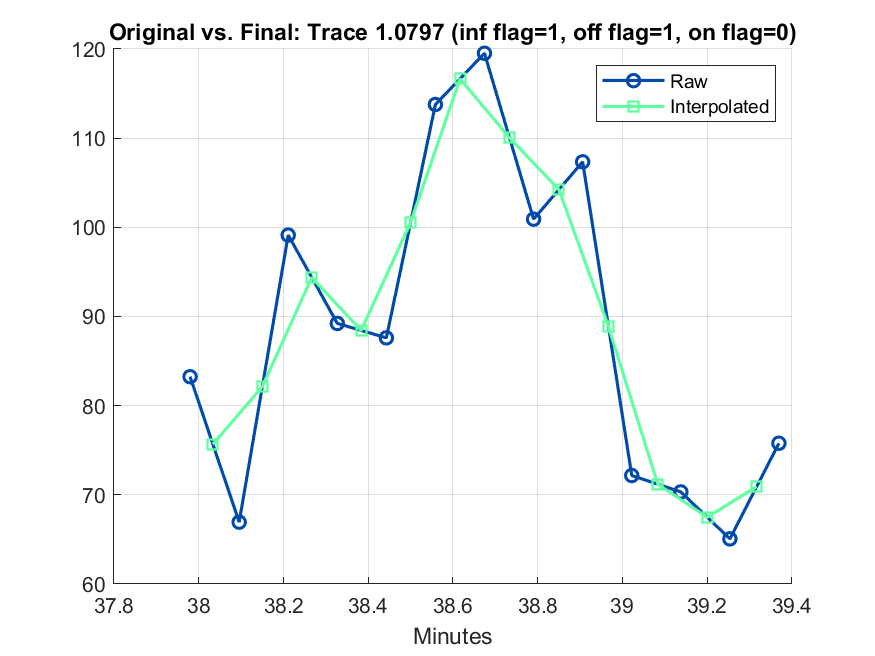 Original vs. Final: Trace 1.0797 (inf flag=1, off flag=1, on flag=0)
120
110
100
90
80
70
60
Raw
Interpolated
37.8 38 38.2 38.4 38.6 38.8 39 39.2 39.4
Minutes